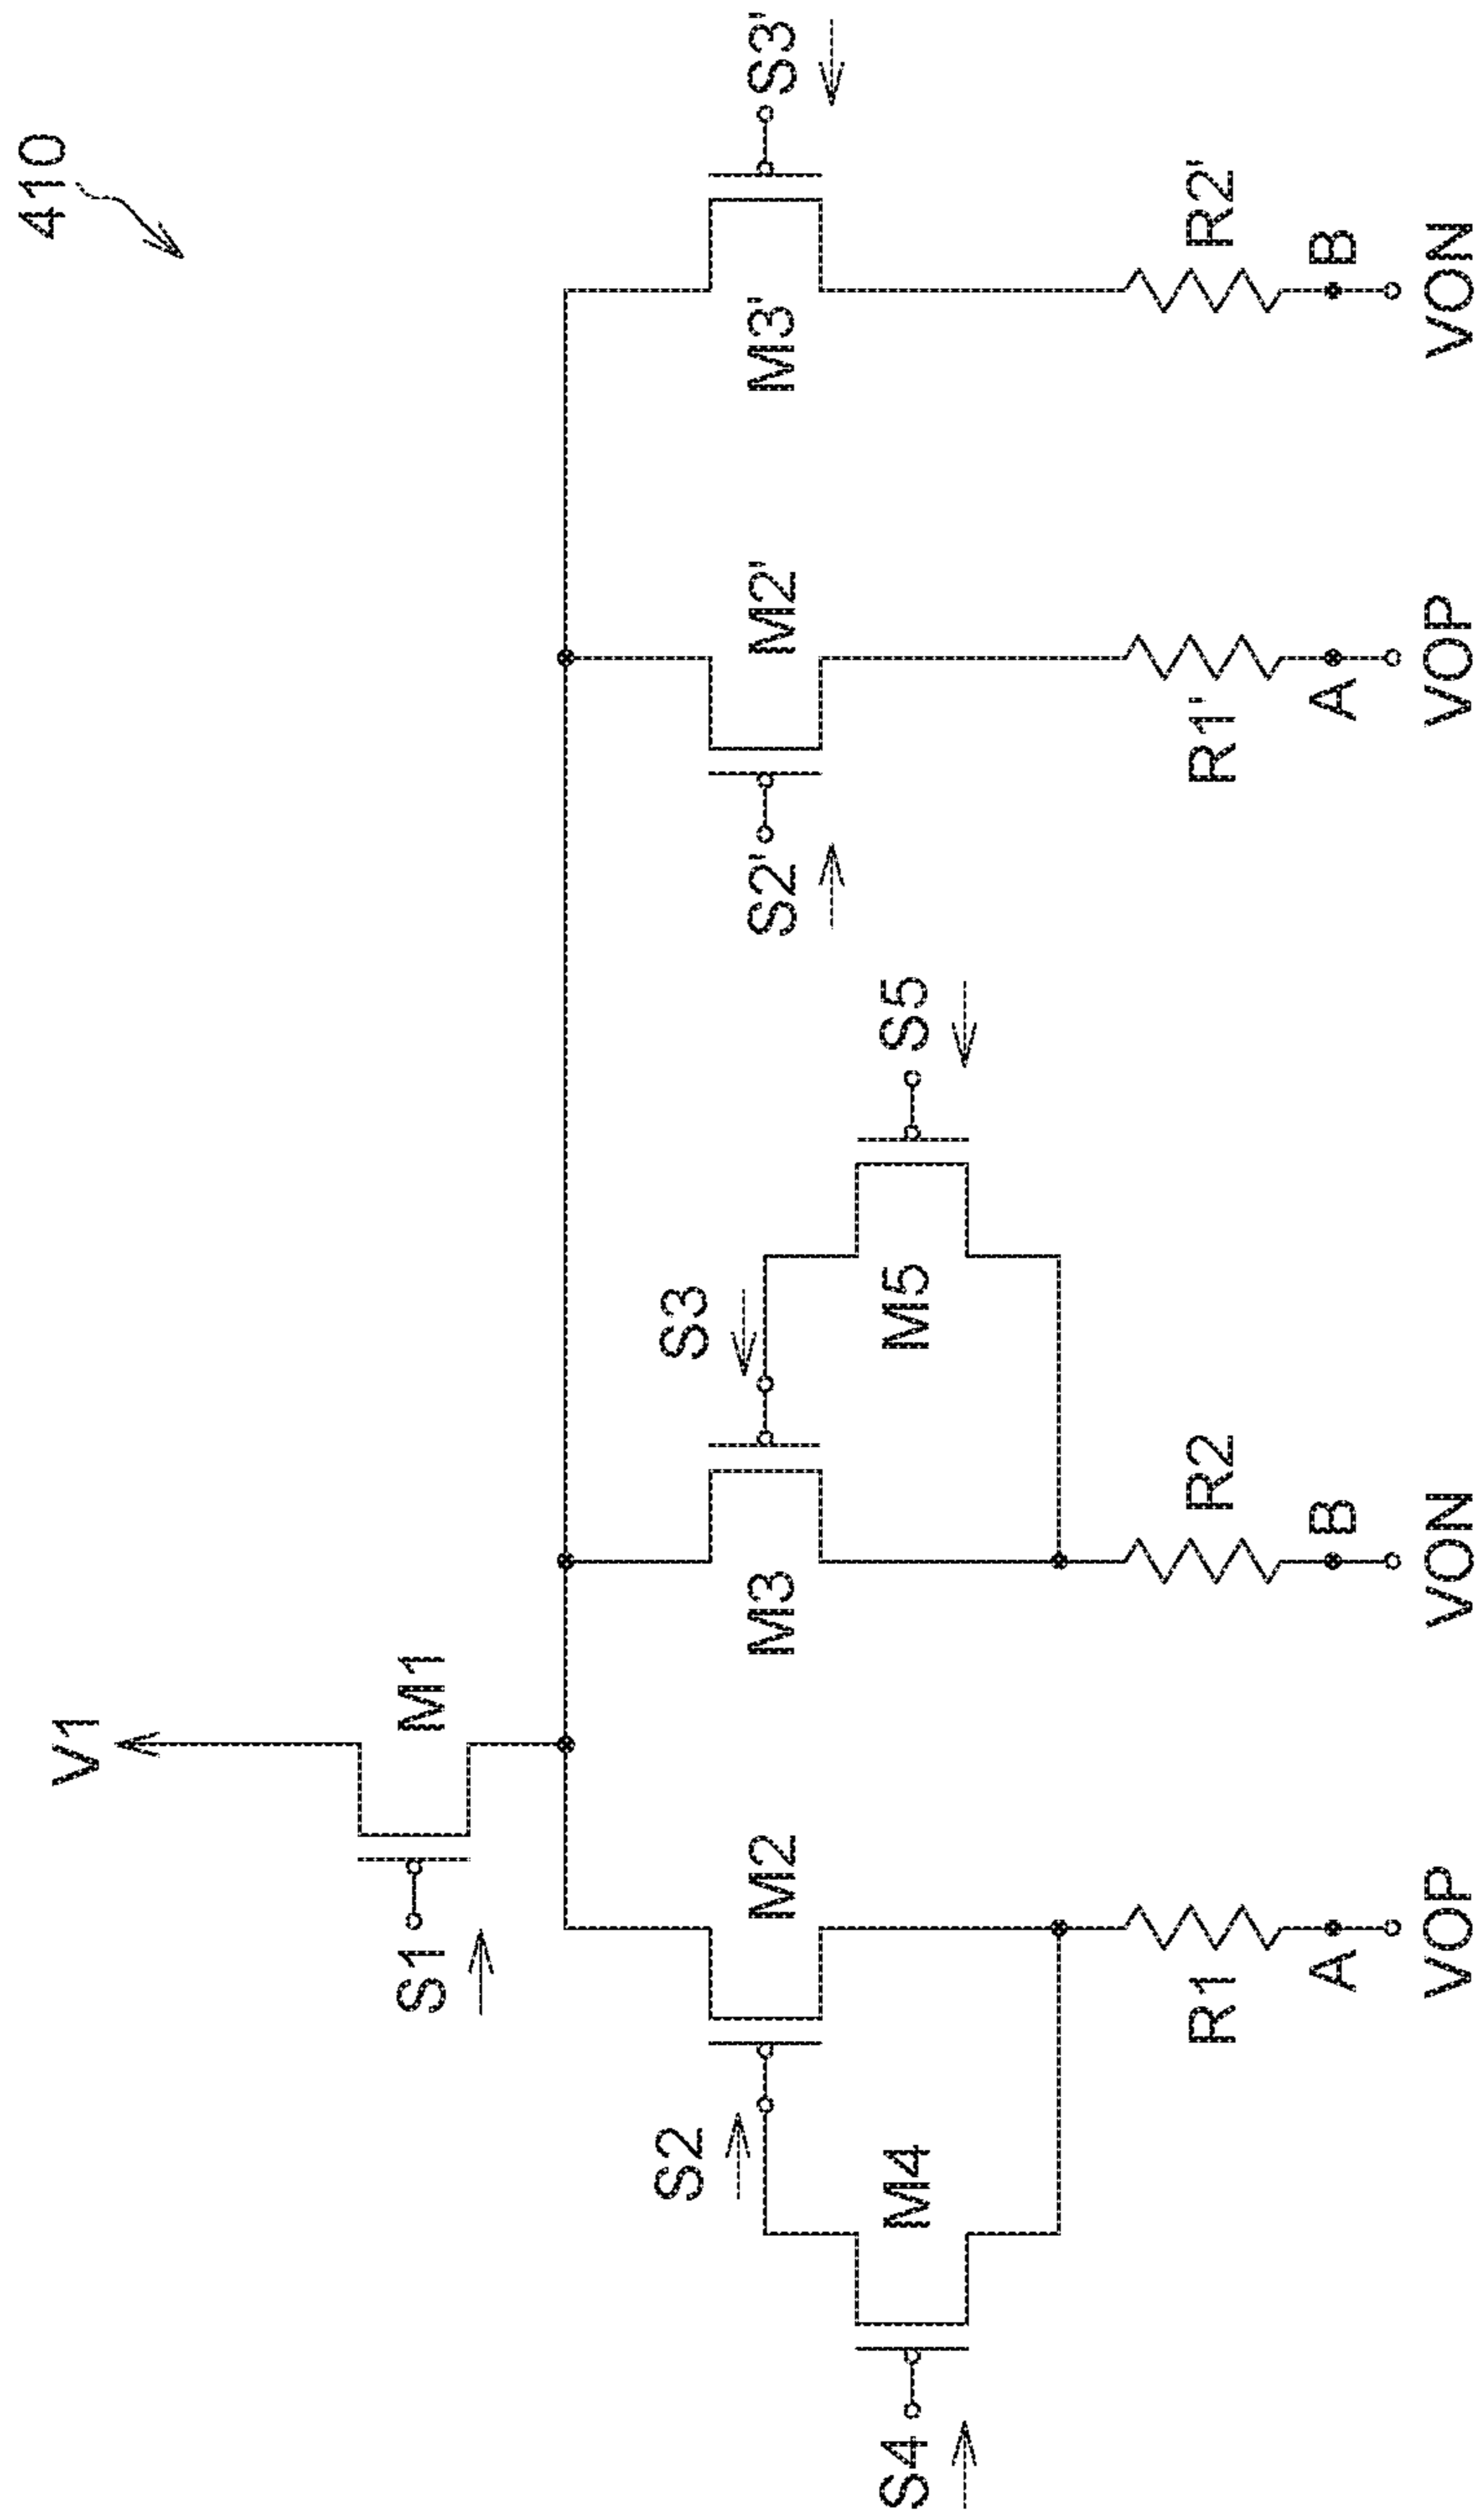 410
V1
S1
M1
S2
M2
M3
S3
S2'
M2'
M3'
S3'
S4
M4
M5
S5
R1
R2
R1'
R2'
A
B
A
B
VOP
VON
VOP
VON